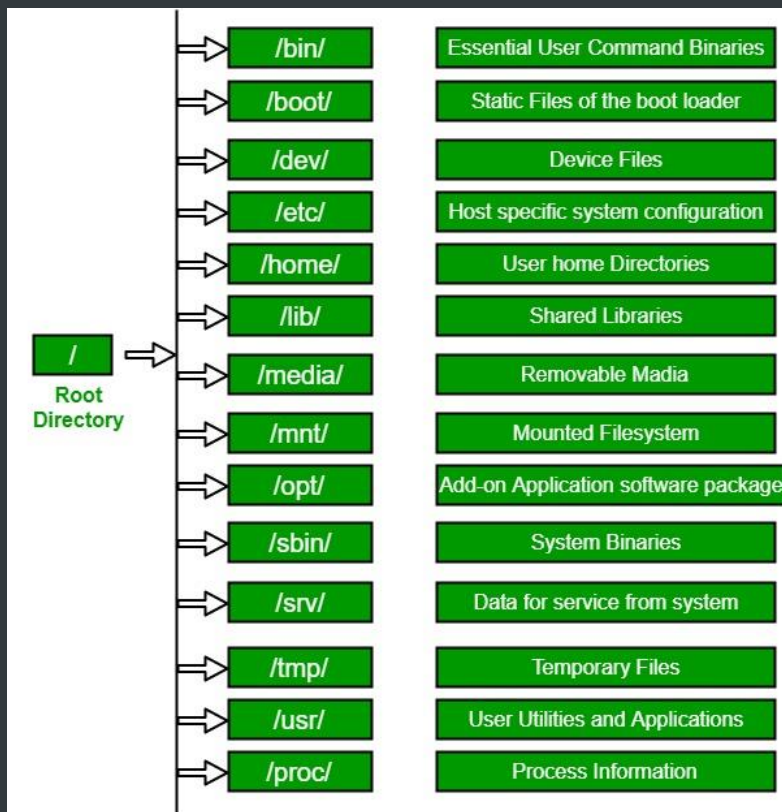 /bin/ Essential User Command Binaries
/boot/ Static Files of the boot loader
/dev/ Device Files
/etc/ Host specific system configuration
/home/ User home Directories
/lib/ Shared Libraries
/
Root
Directory
/media/ Removable Madia
/mnt/ Mounted Filesystem
/opt/ Add-on Application software package
/sbin/ System Binaries
/srv/ Data for service from system
/tmp/ Temporary Files
/usr/ User Utilities and Applications
/proc/ Process Information